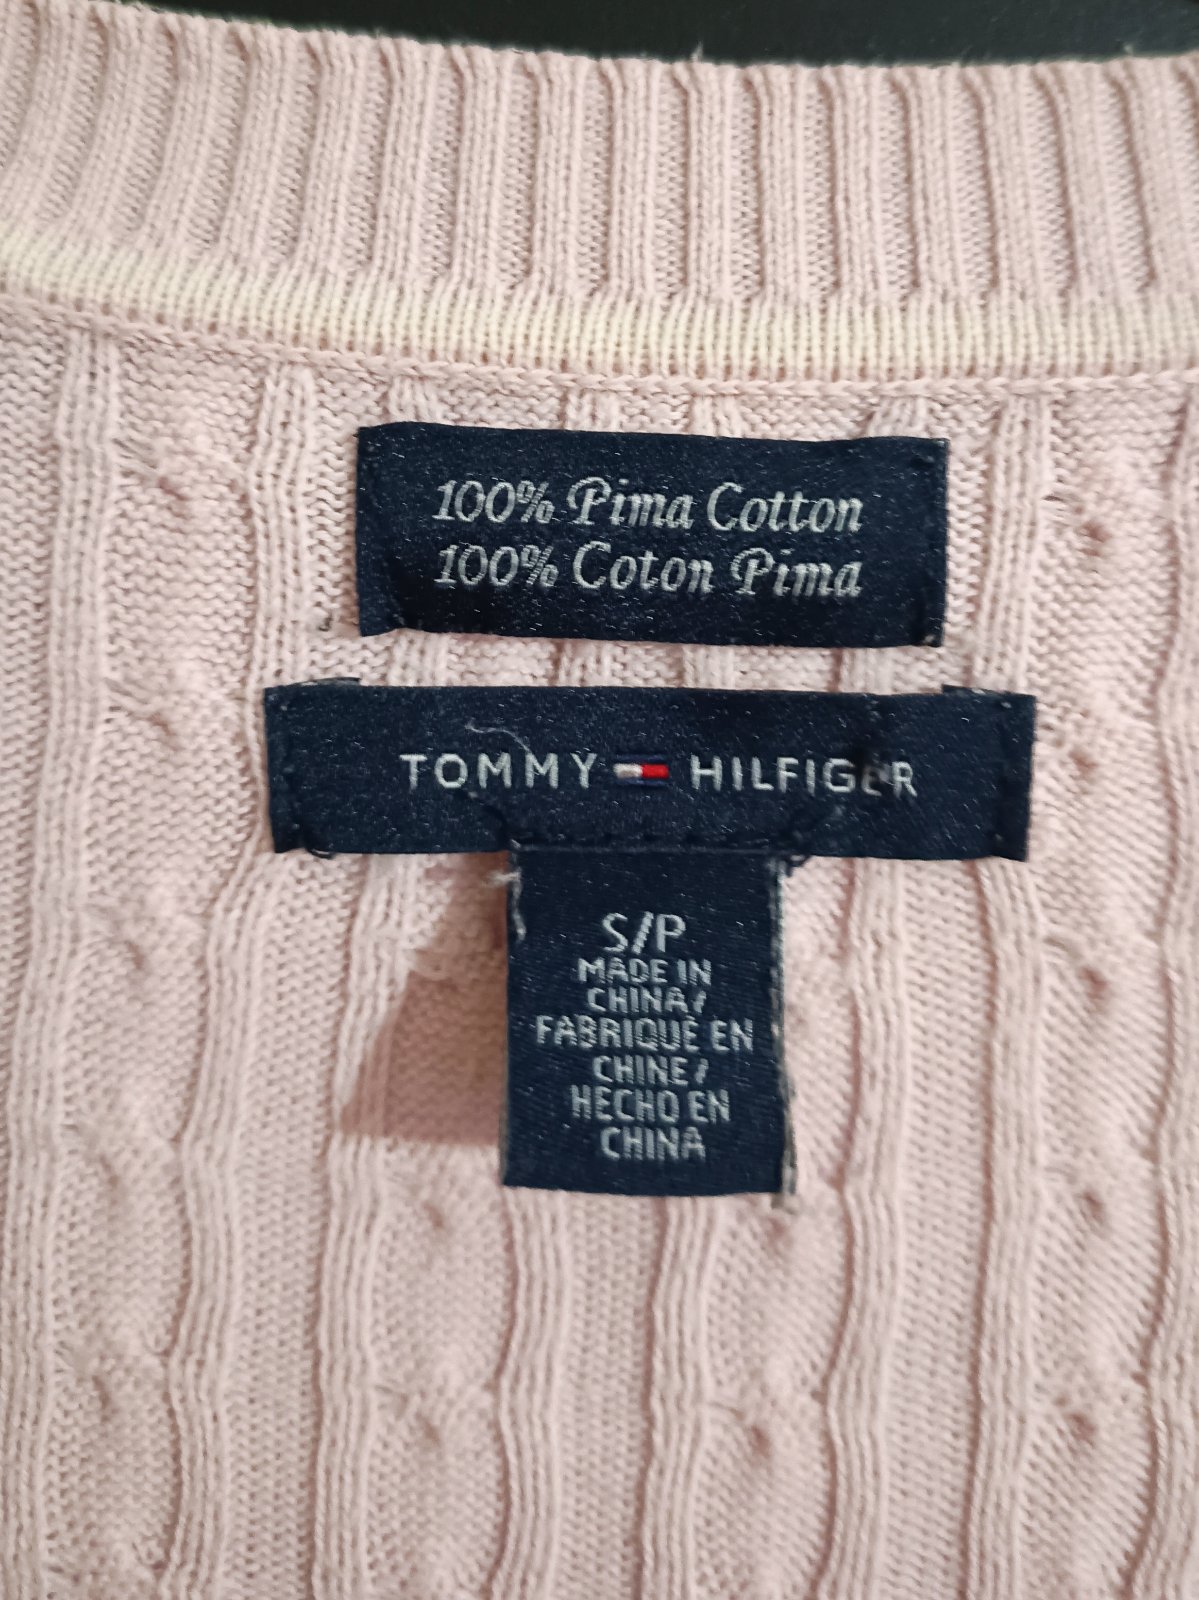 100% Pima Cotton
100% Coton Pima
TOMMY HILFIGER
S/P
MADE IN
CHINA/
FABRIQUÉ EN
CHINE/
HECHO EN
CHINA